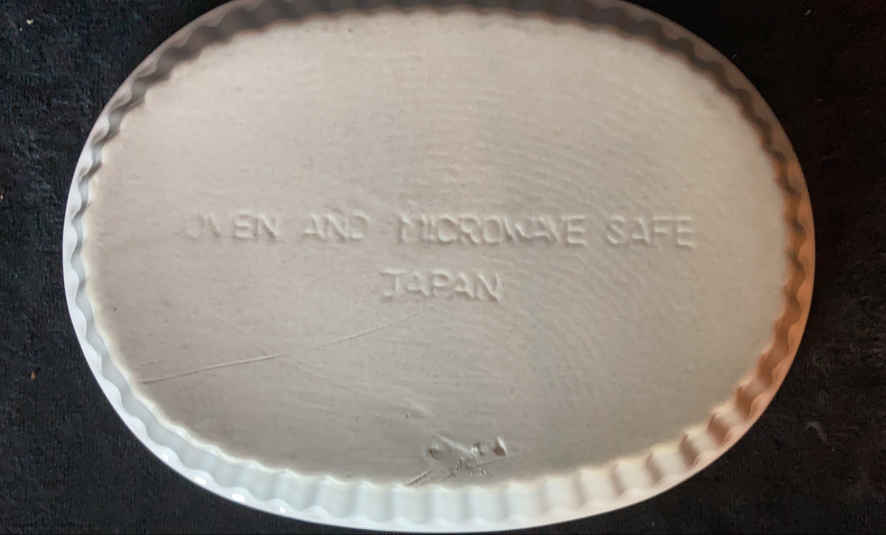 OVEN AND MICROWAVE SAFE
JAPAN